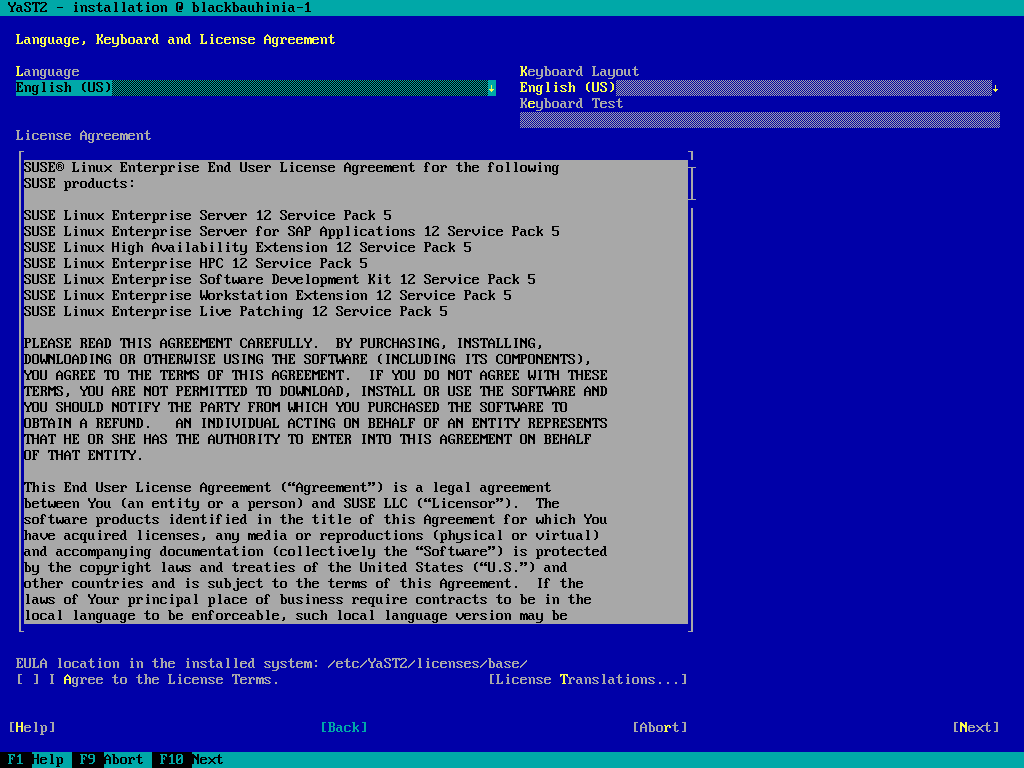 YaST2 - installation @ blackbauhinia-1
Language, Keyboard and License Agreement
Language
English (US)↓
Keyboard Layout
English (US)↓
Keyboard Test
License Agreement
SUSE® Linux Enterprise End User License Agreement for the following
SUSE products:
SUSE Linux Enterprise Server 12 Service Pack 5
SUSE Linux Enterprise Server for SAP Applications 12 Service Pack 5
SUSE Linux High Availability Extension 12 Service Pack 5
SUSE Linux Enterprise HPC 12 Service Pack 5
SUSE Linux Enterprise Software Development Kit 12 Service Pack 5
SUSE Linux Enterprise Workstation Extension 12 Service Pack 5
SUSE Linux Enterprise Live Patching 12 Service Pack 5
PLEASE READ THIS AGREEMENT CAREFULLY.  BY PURCHASING, INSTALLING,
DOWNLOADING OR OTHERWISE USING THE SOFTWARE (INCLUDING ITS COMPONENTS),
YOU AGREE TO THE TERMS OF THIS AGREEMENT.  IF YOU DO NOT AGREE WITH THESE
TERMS, YOU ARE NOT PERMITTED TO DOWNLOAD, INSTALL OR USE THE SOFTWARE AND
YOU SHOULD NOTIFY THE PARTY FROM WHICH YOU PURCHASED THE SOFTWARE TO
OBTAIN A REFUND.   AN INDIVIDUAL ACTING ON BEHALF OF AN ENTITY REPRESENTS
THAT HE OR SHE HAS THE AUTHORITY TO ENTER INTO THIS AGREEMENT ON BEHALF
OF THAT ENTITY.
This End User License Agreement (“Agreement”) is a legal agreement
between You (an entity or a person) and SUSE LLC (“Licensor”).  The
software products identified in the title of this Agreement for which You
have acquired licenses, any media or reproductions (physical or virtual)
and accompanying documentation (collectively the “Software”) is protected
by the copyright laws and treaties of the United States (“U.S.”) and
other countries and is subject to the terms of this Agreement.  If the
laws of Your principal place of business require contracts to be in the
local language to be enforceable, such local language version may be
EULA location in the installed system: /etc/YaST2/licenses/base/
[ ] I Agree to the License Terms.
[License Translations...]
[Help]
[Back]
[Abort]
[Next]
F1 Help F9 Abort F10 Next